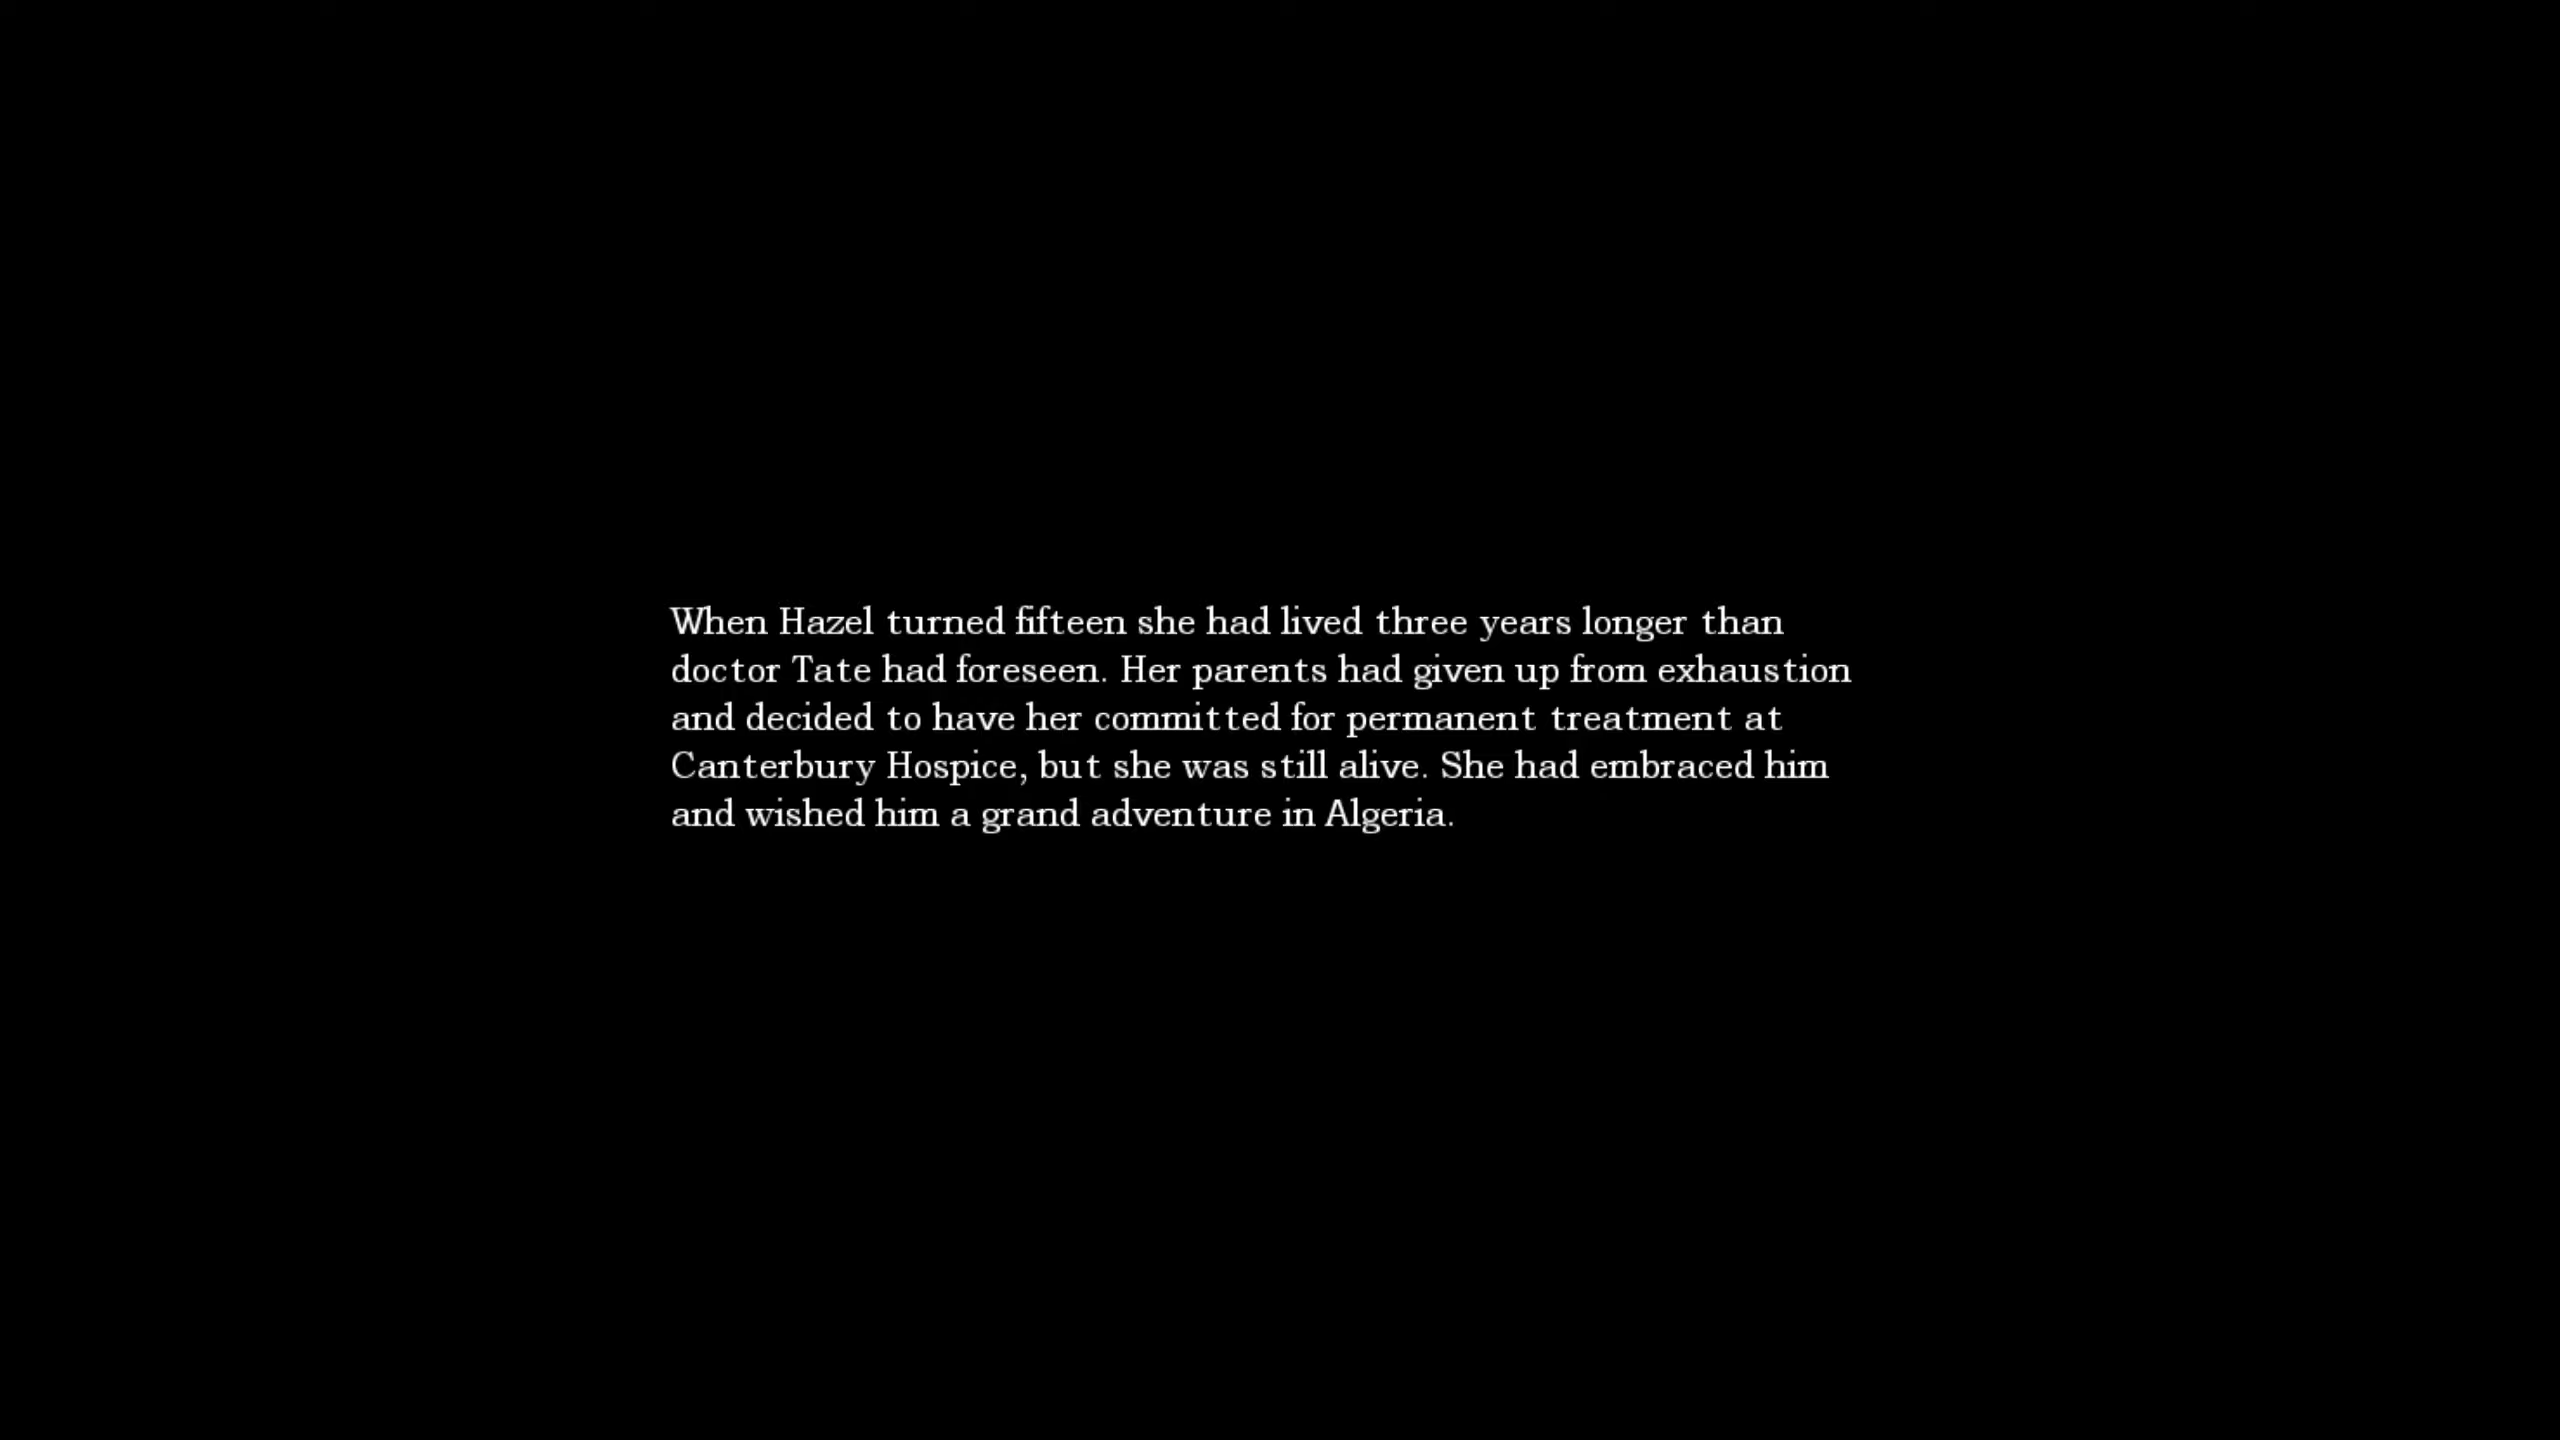 When Hazel turned fifteen she had lived three years longer than
doctor Tate had foreseen. Her parents had given up from exhaustion
and decided to have her committed for permanent treatment at
Canterbury Hospice, but she was still alive. She had embraced him
and wished him a grand adventure in Algeria.